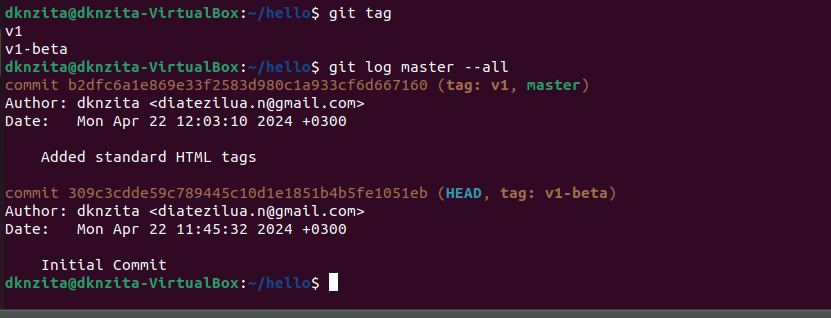 dknzita@dknzita-VirtualBox:~/hello$ git tag
v1
v1-beta
dknzita@dknzita-VirtualBox:~/hello$ git log master --all
commit b2dfc6a1e869e33f2583d980c1a933cf6d667160 (tag: v1, master)
Author: dknzita <diatezilua.n@gmail.com>
Date:   Mon Apr 22 12:03:10 2024 +0300
    Added standard HTML tags
commit 309c3cdde59c789445c10d1e1851b4b5fe1051eb (HEAD, tag: v1-beta)
Author: dknzita <diatezilua.n@gmail.com>
Date:   Mon Apr 22 11:45:32 2024 +0300
    Initial Commit
dknzita@dknzita-VirtualBox:~/hello$